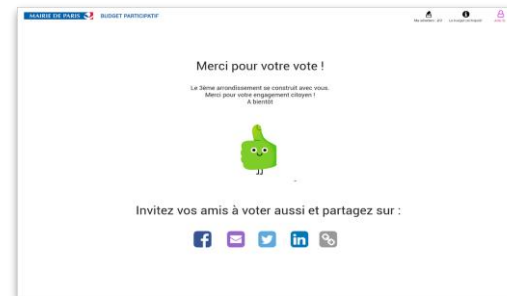 MAIRIE DE PARIS
BUDGET PARTICIPATIF
Merci pour votre vote !
Le 3ème arrondissement se construit avec vous.
Merci pour votre engagement citoyen !
A bientôt
Invitez vos amis à voter aussi et partagez sur :